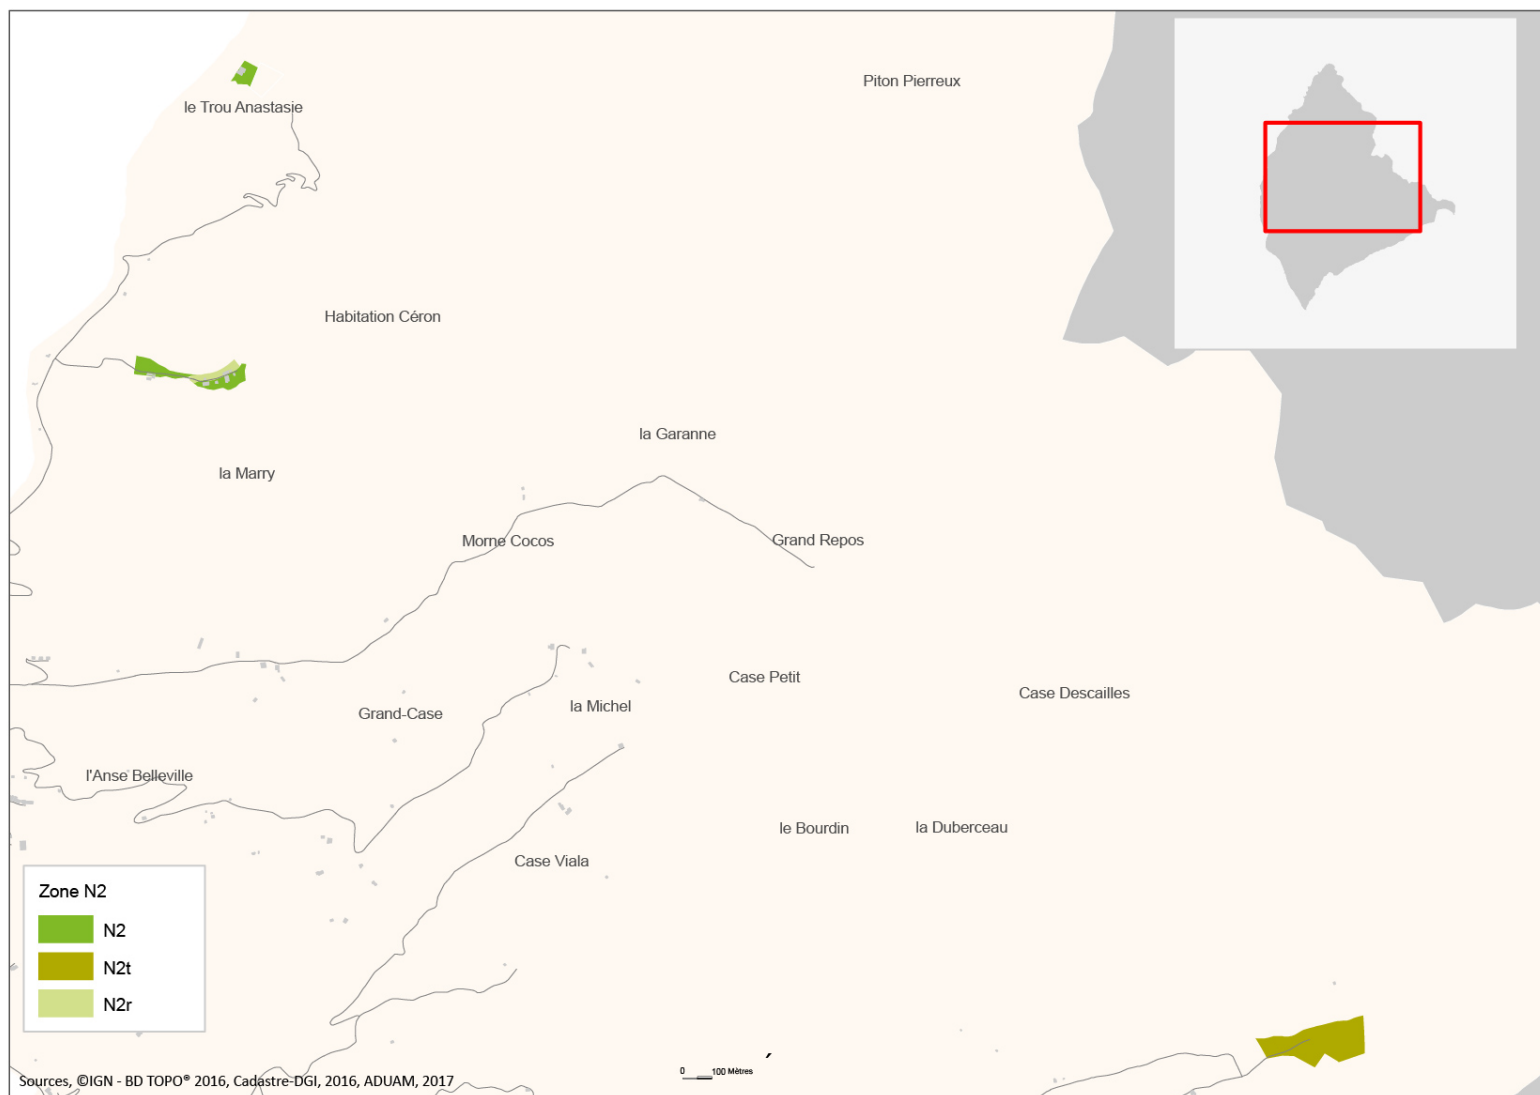 Piton Pierreux
le Trou Anastasie
Habitation Céron
la Garanne
la Marry
Morne Cocos
Grand Repos
Case Petit
Case Descailles
la Michel
Grand-Case
l'Anse Belleville
le Bourdin
la Duberceau
Case Viala
Zone N2
N2
N2t
N2r
0 100 Mètres
Sources, ©IGN - BD TOPO® 2016, Cadastre-DGI, 2016, ADUAM, 2017